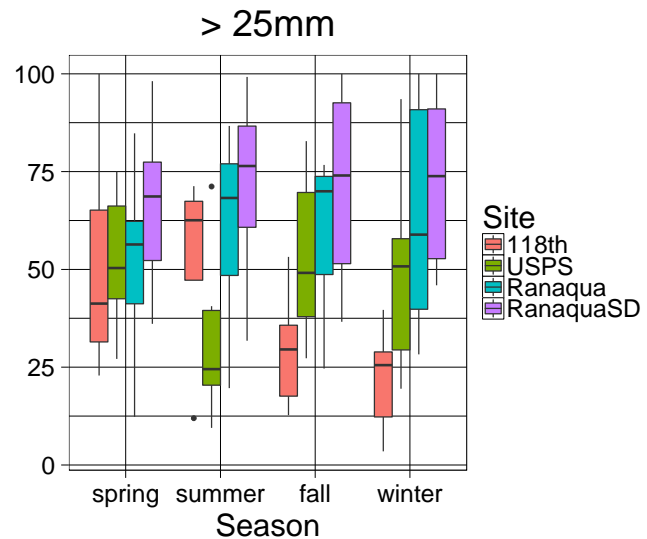 > 25mm
100
75
50
25
0
spring summer fall winter
Season
Site
118th
USPS
Ranaqua
RanaquaSD